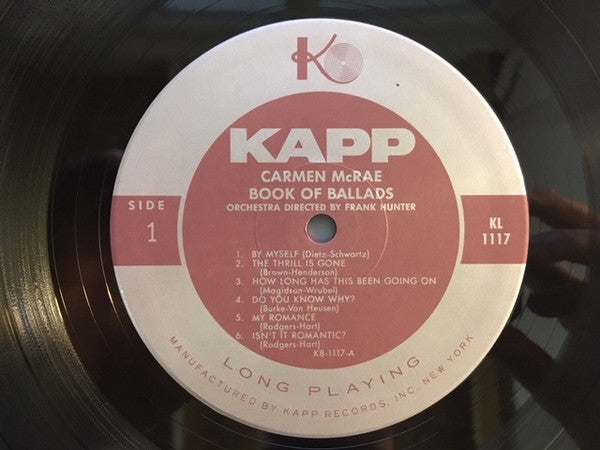 K
KAPP
CARMEN McRAE
BOOK OF BALLADS
ORCHESTRA DIRECTED BY FRANK HUNTER
SIDE
1
KL
1117
1. BY MYSELF (Dietz-Schwartz)
2. THE THRILL IS GONE
(Brown-Henderson)
3. HOW LONG HAS THIS BEEN GOING ON
(Magidson-Wrubel)
4. DO YOU KNOW WHY?
(Burke-Van Heusen)
5. MY ROMANCE
(Rodgers-Hart)
6. ISN'T IT ROMANTIC?
(Rodgers-Hart)
K8-1117-A
LONG PLAYING
MANUFACTURED BY KAPP RECORDS, INC., NEW YORK